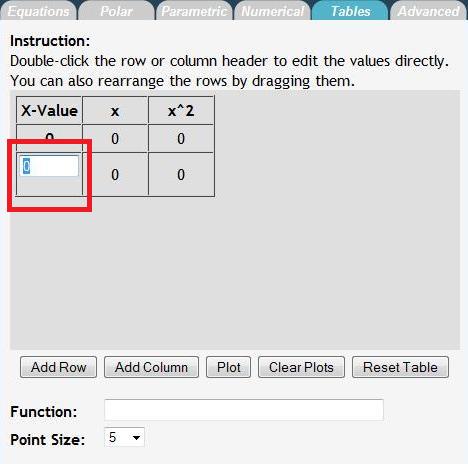 Equations Polar Parametric Numerical Tables Advanced
Instruction:
Double-click the row or column header to edit the values directly.
You can also rearrange the rows by dragging them.
X-Value x x^2
0 0 0
0 0 0
Add Row Add Column Plot Clear Plots Reset Table
Function:
Point Size: 5